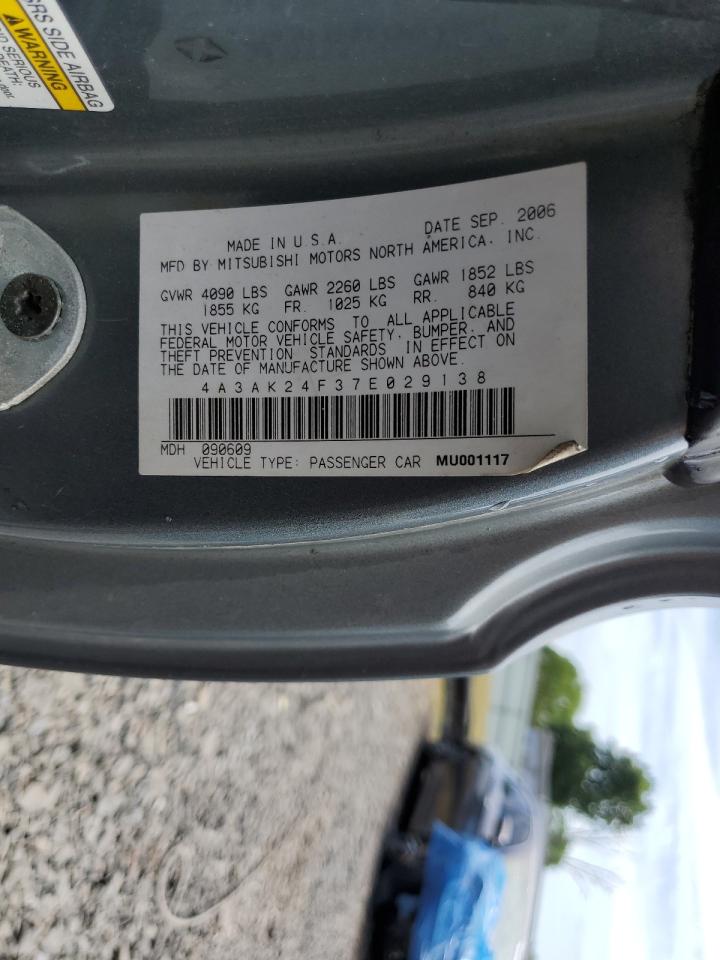 SRS SIDE AIRBAG
WARNING
SERIOUS
DEATH:
MADE IN U.S.A. DATE SEP. 2006
MFD BY MITSUBISHI MOTORS NORTH AMERICA, INC.
GVWR 4090 LBS GAWR 2260 LBS GAWR 1852 LBS
1855 KG FR. 1025 KG RR. 840 KG
THIS VEHICLE CONFORMS TO ALL APPLICABLE
FEDERAL MOTOR VEHICLE SAFETY, BUMPER, AND
THEFT PREVENTION STANDARDS IN EFFECT ON
THE DATE OF MANUFACTURE SHOWN ABOVE.
4A3AK24F37E029138
MDH 090609
VEHICLE TYPE: PASSENGER CAR MU001117